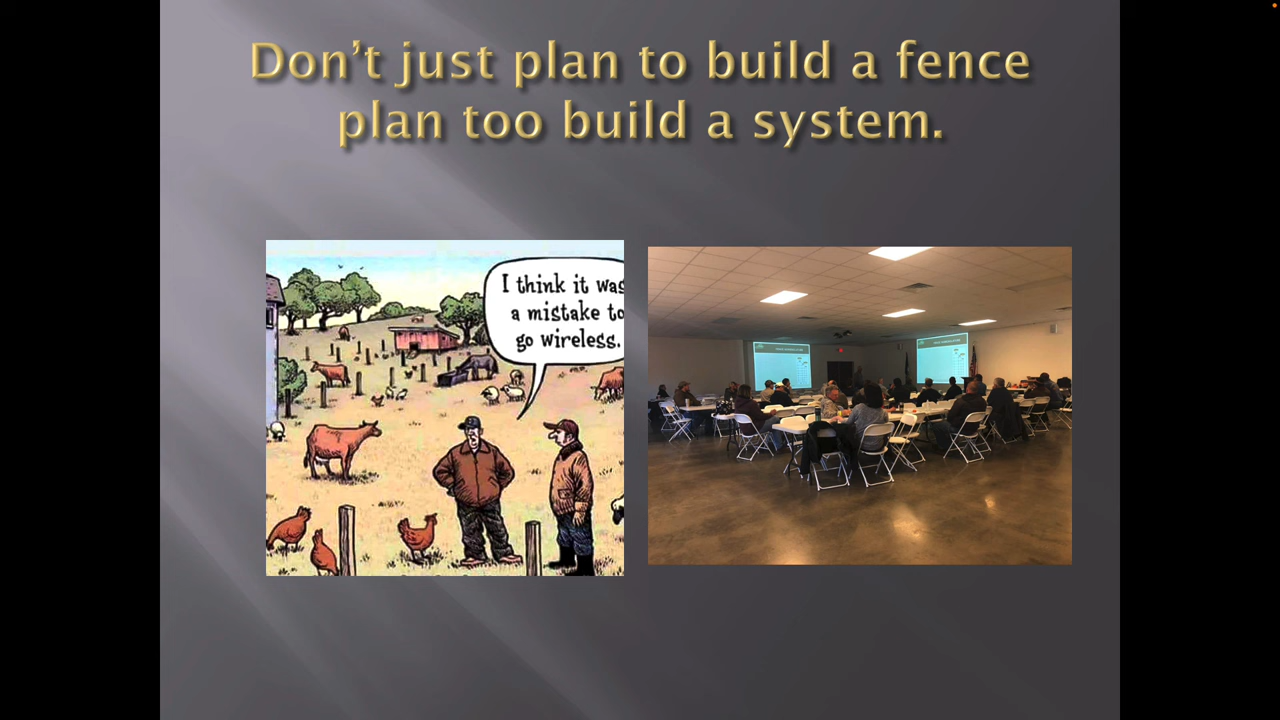 Don't just plan to build a fence
plan too build a system.
I think it was
a mistake to
go wireless.